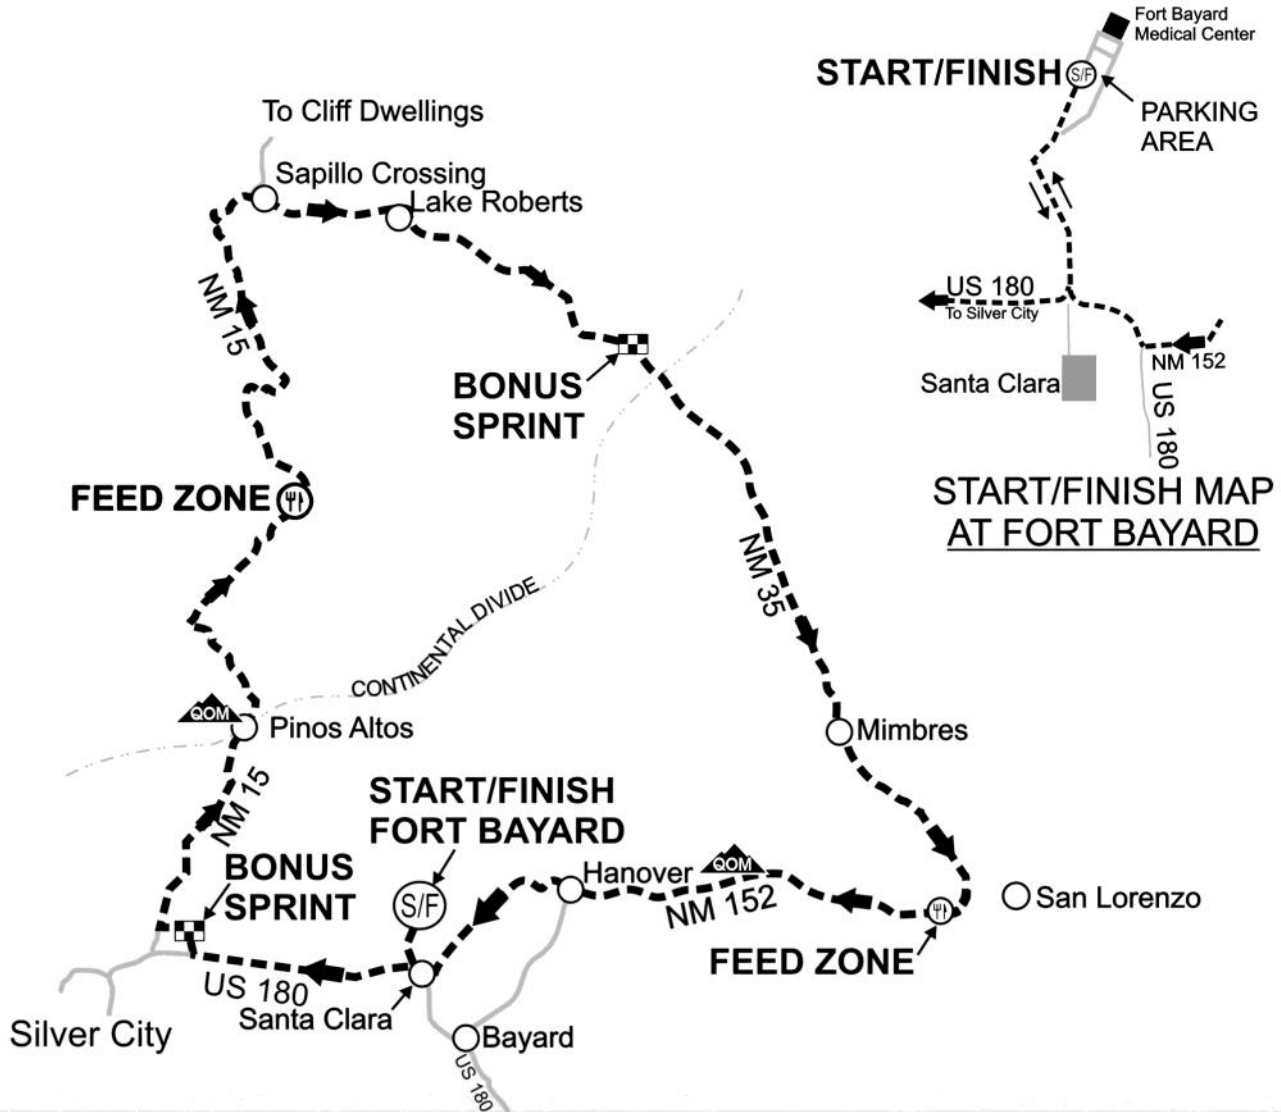 Fort Bayard
Medical Center
START/FINISH
S/F
PARKING
AREA
To Cliff Dwellings
Sapillo Crossing
Lake Roberts
NM 15
US 180
To Silver City
NM 152
Santa Clara
US 180
START/FINISH MAP
AT FORT BAYARD
BONUS
SPRINT
FEED ZONE
NM 35
CONTINENTAL DIVIDE
QOM
Pinos Altos
Mimbres
NM 15
START/FINISH
FORT BAYARD
BONUS
SPRINT
S/F
Hanover
QOM
NM 152
San Lorenzo
FEED ZONE
US 180
Santa Clara
Silver City
Bayard
US 180